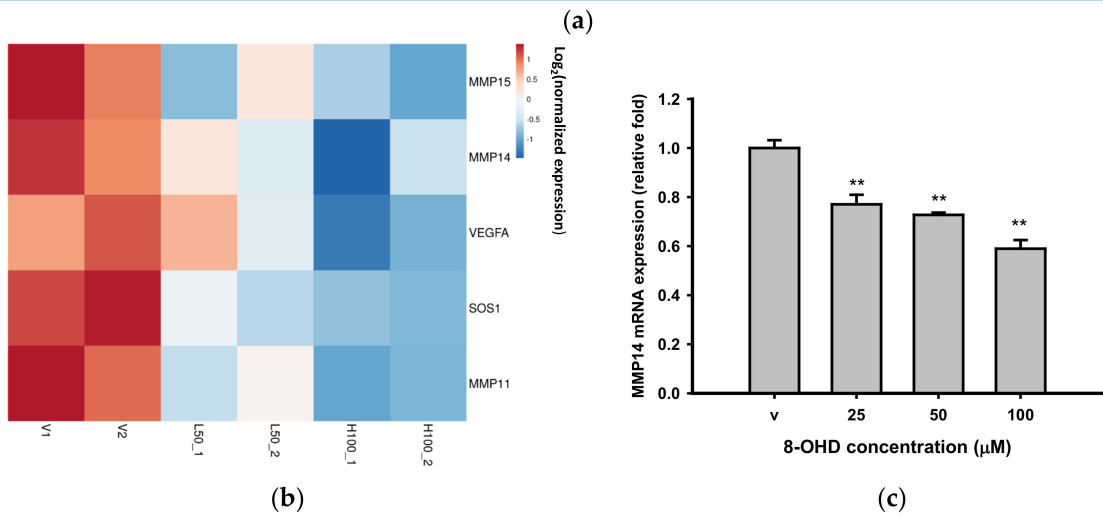 (a)
1
0.5
0
-0.5
-1
Log2(normalized expression)
MMP15
MMP14
VEGFA
SOS1
MMP11
V1
V2
L50_1
L50_2
H100_1
H100_2
(b)
MMP14 mRNA expression (relative fold)
1.2
1.0
0.8
0.6
0.4
0.2
0.0
**
**
**
v
25
50
100
8-OHD concentration (μM)
(c)